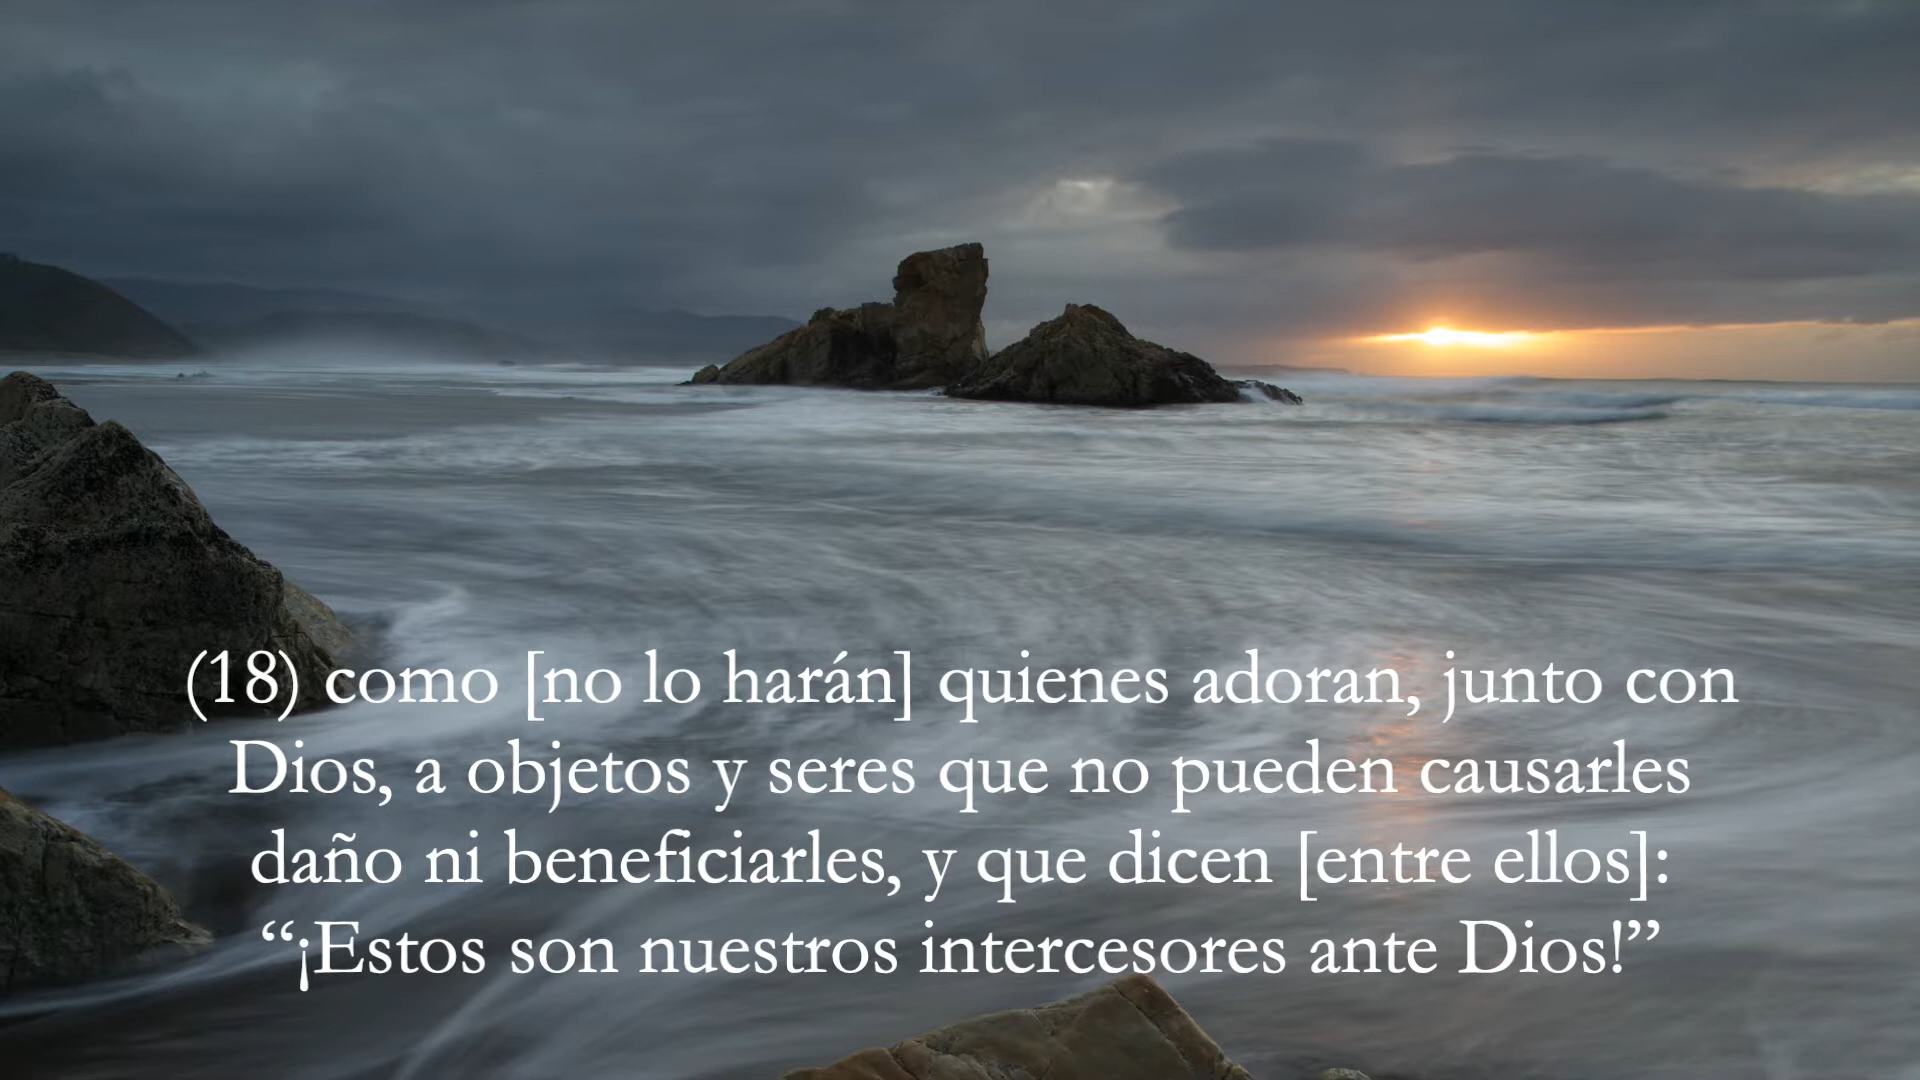 (18) como [no lo harán] quienes adoran, junto con
Dios, a objetos y seres que no pueden causarles
daño ni beneficiarles, y que dicen [entre ellos]:
“¡Estos son nuestros intercesores ante Dios!”